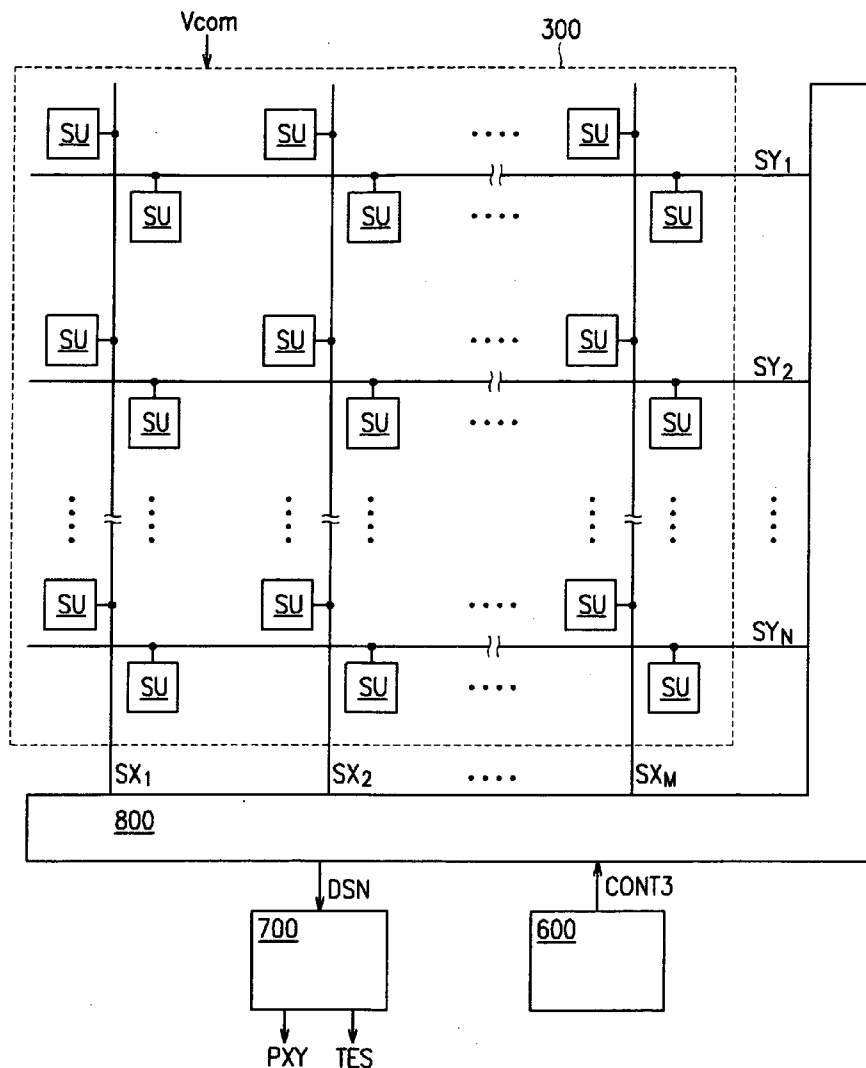 Vcom
300
SU SU .... SU
SY1
SU SU .... SU
SU SU .... SU
SY2
SU SU .... SU
SU SU .... SU
SYN
SU SU .... SU
SX1 SX2 .... SXM
800
DSN CONT3
700 600
PXY TES